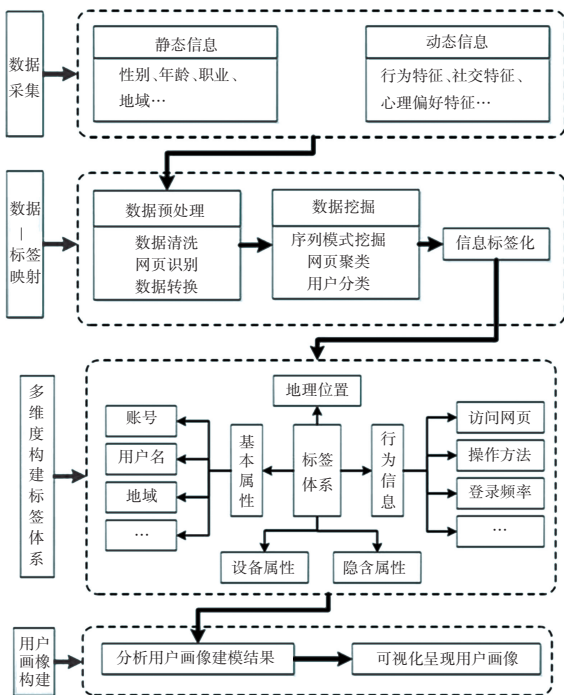 数据
采集
静态信息
性别、年龄、职业、
地域…
动态信息
行为特征、社交特征、
心理偏好特征…
数据
—
标签
映射
数据预处理
数据清洗
网页识别
数据转换
数据挖掘
序列模式挖掘
网页聚类
用户分类
信息标签化
多维度构建标签体系
地理位置
账号
用户名
地域
…
基本属性
标签
体系
行为信息
访问网页
操作方法
登录频率
…
设备属性
隐含属性
用户
画像
构建
分析用户画像建模结果
可视化呈现用户画像